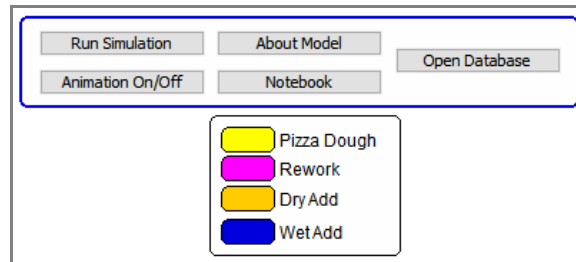 Run Simulation
About Model
Open Database
Animation On/Off
Notebook
Pizza Dough
Rework
Dry Add
Wet Add